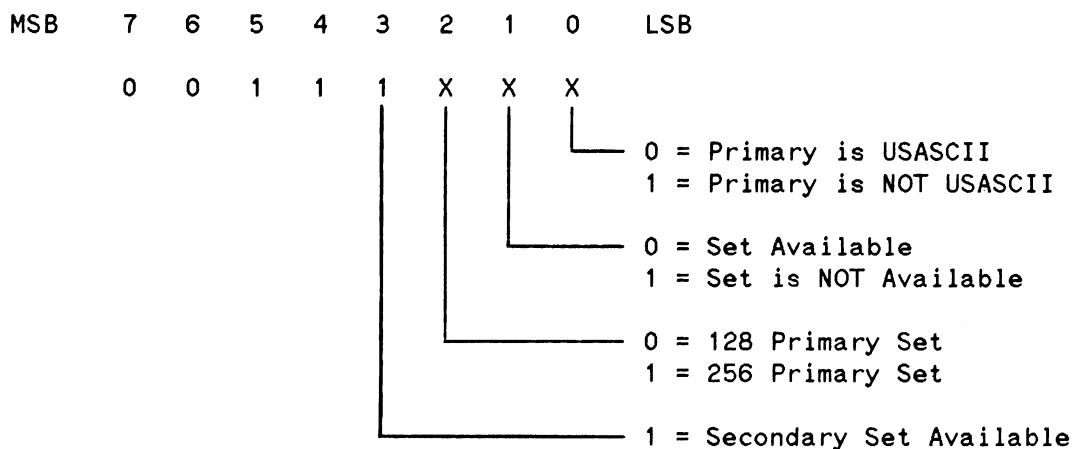 MSB 7 6 5 4 3 2 1 0 LSB
0 0 1 1 1 X X X
0 = Primary is USASCII
1 = Primary is NOT USASCII
0 = Set Available
1 = Set is NOT Available
0 = 128 Primary Set
1 = 256 Primary Set
1 = Secondary Set Available